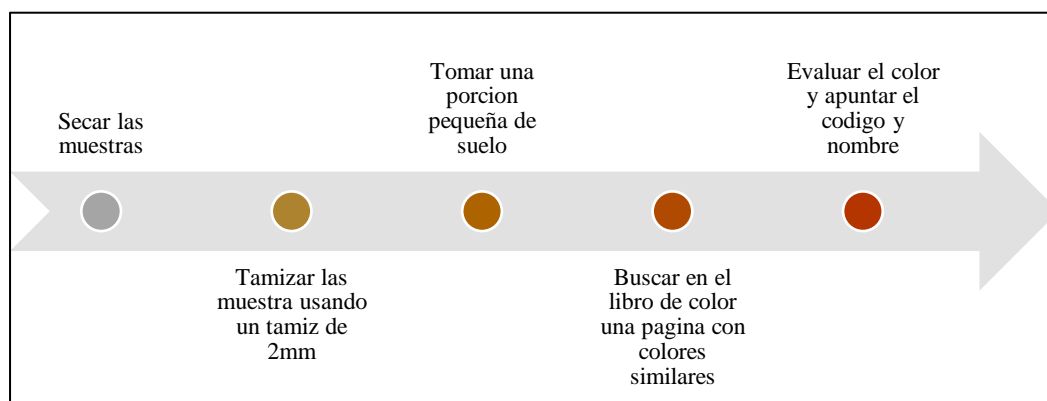 Secar las
muestras
Tamizar las
muestra usando
un tamiz de
2mm
Tomar una
porcion
pequeña de
suelo
Buscar en el
libro de color
una pagina con
colores
similares
Evaluar el color
y apuntar el
codigo y
nombre